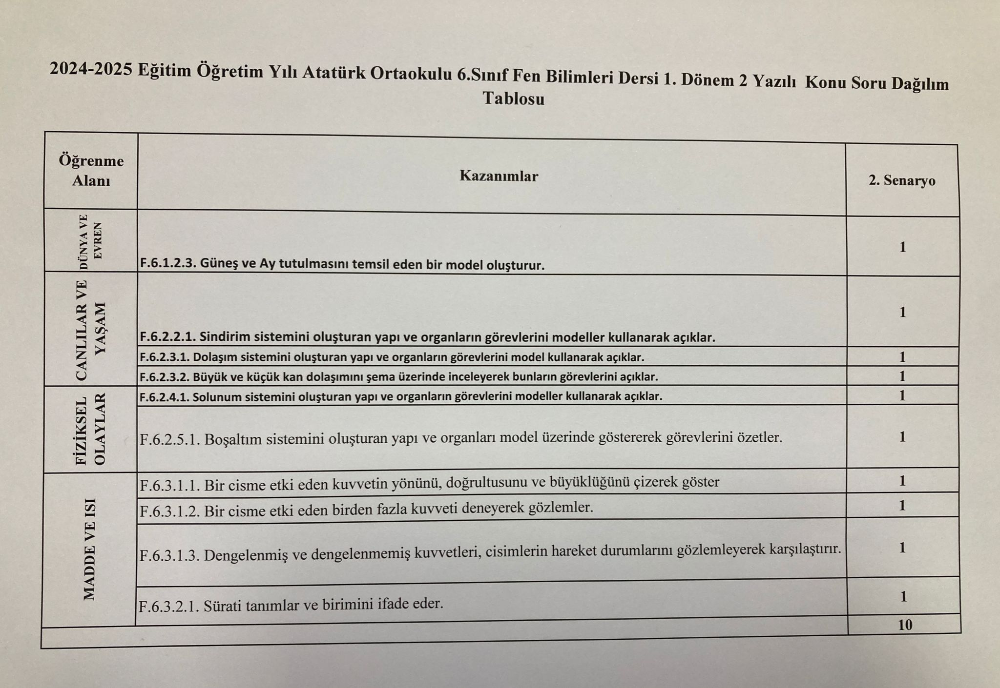 2024-2025 Eğitim Öğretim Yılı Atatürk Ortaokulu 6.Sınıf Fen Bilimleri Dersi 1. Dönem 2 Yazılı Konu Soru Dağılım
Tablosu
Öğrenme
Alanı
Kazanımlar
2. Senaryo
DÜNYA VE
EVREN
F.6.1.2.3. Güneş ve Ay tutulmasını temsil eden bir model oluşturur.
1
CANLILAR VE
YAŞAM
F.6.2.2.1. Sindirim sistemini oluşturan yapı ve organların görevlerini modeller kullanarak açıklar.
1
F.6.2.3.1. Dolaşım sistemini oluşturan yapı ve organların görevlerini model kullanarak açıklar.
1
F.6.2.3.2. Büyük ve küçük kan dolaşımını şema üzerinde inceleyerek bunların görevlerini açıklar.
1
FİZİKSEL
OLAYLAR
F.6.2.4.1. Solunum sistemini oluşturan yapı ve organların görevlerini modeller kullanarak açıklar.
1
F.6.2.5.1. Boşaltım sistemini oluşturan yapı ve organları model üzerinde göstererek görevlerini özetler.
1
MADDE VE ISI
F.6.3.1.1. Bir cisme etki eden kuvvetin yönünü, doğrultusunu ve büyüklüğünü çizerek göster
1
F.6.3.1.2. Bir cisme etki eden birden fazla kuvveti deneyerek gözlemler.
1
F.6.3.1.3. Dengelenmiş ve dengelenmemiş kuvvetleri, cisimlerin hareket durumlarını gözlemleyerek karşılaştırır.
1
F.6.3.2.1. Sürati tanımlar ve birimini ifade eder.
1
10